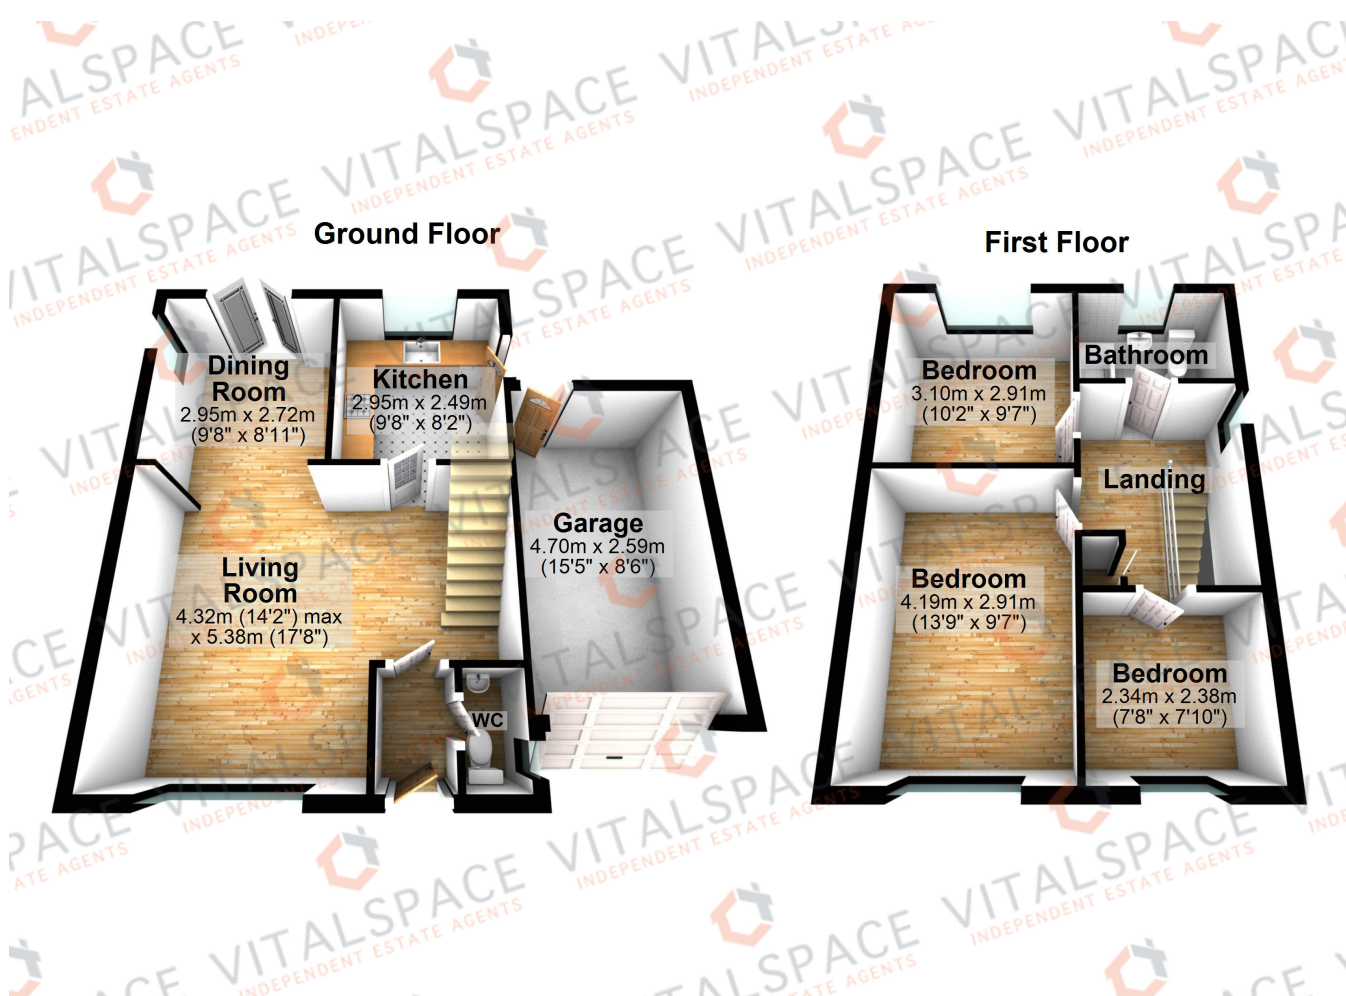 Ground Floor
First Floor
Dining
Room
2.95m x 2.72m
(9'8" x 8'11")
Kitchen
2.95m x 2.49m
(9'8" x 8'2")
Garage
4.70m x 2.59m
(15'5" x 8'6")
Living
Room
4.32m (14'2") max
x 5.38m (17'8")
WC
Bedroom
3.10m x 2.91m
(10'2" x 9'7")
Bathroom
Landing
Bedroom
4.19m x 2.91m
(13'9" x 9'7")
Bedroom
2.34m x 2.38m
(7'8" x 7'10")
VITALSPACE
INDEPENDENT ESTATE AGENTS